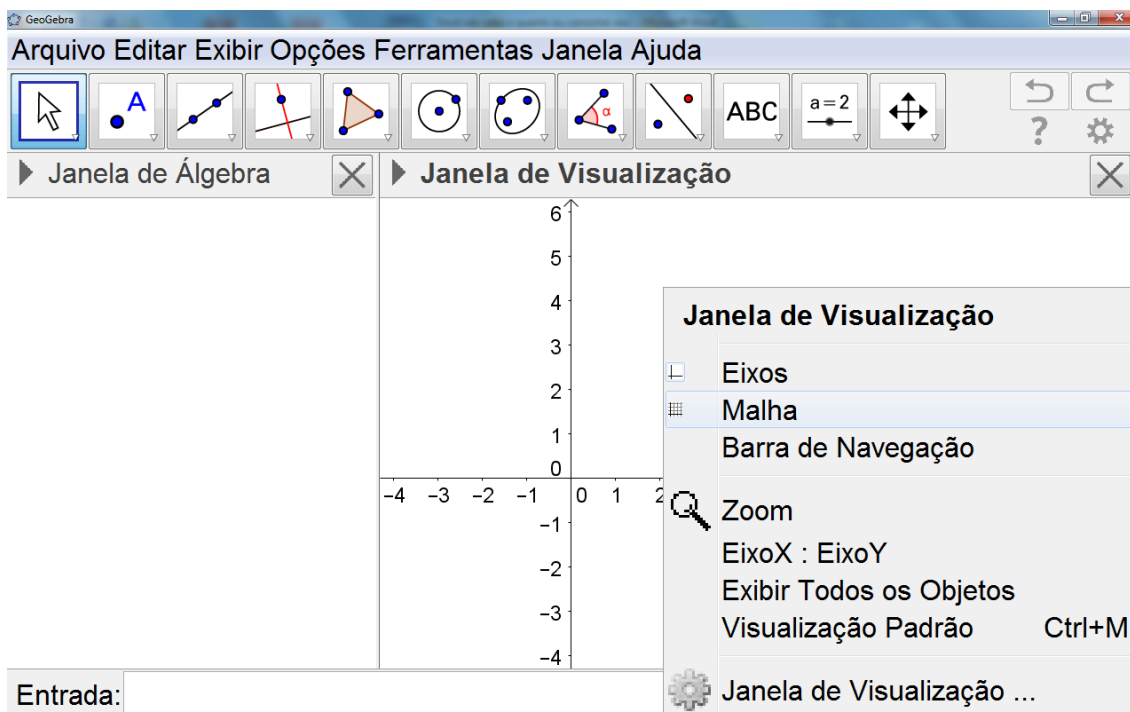 GeoGebra
Arquivo Editar Exibir Opções Ferramentas Janela Ajuda
A
α
ABC
a = 2
?
Janela de Álgebra
Janela de Visualização
6
5
4
3
2
1
0
−4 −3 −2 −1 0 1 2
−1
−2
−3
−4
Janela de Visualização
Eixos
Malha
Barra de Navegação
Zoom
EixoX : EixoY
Exibir Todos os Objetos
Visualização Padrão Ctrl+M
Janela de Visualização ...
Entrada: